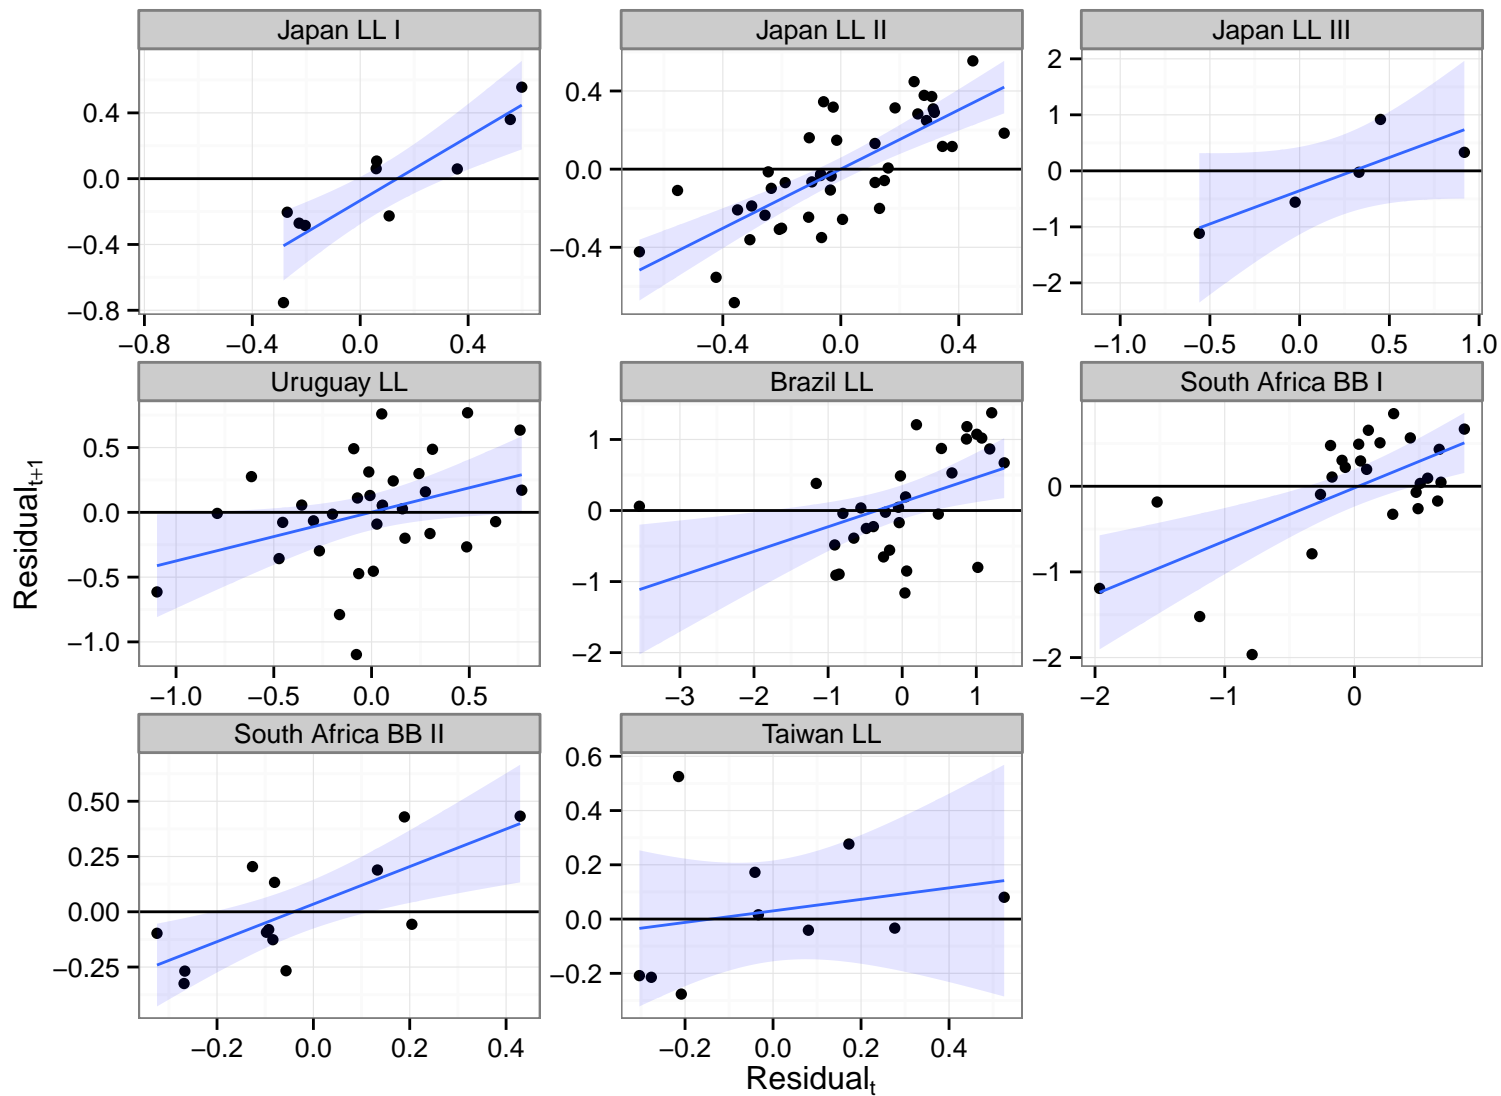 Japan LL I
Japan LL II
Japan LL III
0.4
0.0
−0.4
−0.8
0.4
0.0
−0.4
2
1
0
−1
−2
−0.8 −0.4 0.0 0.4
−0.4 0.0 0.4
−1.0 −0.5 0.0 0.5 1.0
Uruguay LL
Brazil LL
South Africa BB I
0.5
0.0
−0.5
−1.0
1
0
−1
−2
0
−1
−2
−1.0 −0.5 0.0 0.5
−3 −2 −1 0 1
−2 −1 0
South Africa BB II
Taiwan LL
0.50
0.25
0.00
−0.25
0.6
0.4
0.2
0.0
−0.2
−0.2 0.0 0.2 0.4
−0.2 0.0 0.2 0.4
Residual t+1
Residual t